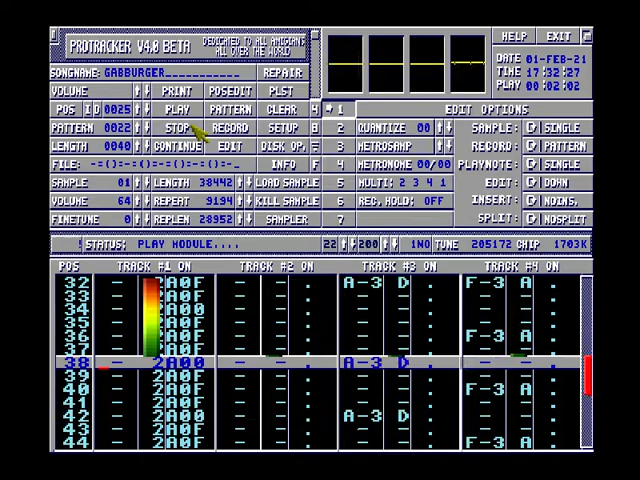 PROTRACKER V4.0 BETA DEDICATED TO ALL AMIGANS
ALL OVER THE WORLD
HELP EXIT
SONGNAME: GABBURGER___________ REPAIR
DATE 01-FEB-21
TIME 17:32:27
PLAY 00:02:02
VOLUME PRINT POSEDIT PLST
POS I D 0025 PLAY PATTERN CLEAR 1 EDIT OPTIONS
PATTERN 0022 STOP RECORD SETUP 2 QUANTIZE 00 SAMPLE: SINGLE
LENGTH 0040 CONTINUE EDIT DISK OP. 3 METROSAMP RECORD: PATTERN
FILE: -=()=-=()=-=()=-=()=-_ INFO F 4 METRONOME 00/00 PLAYNOTE: SINGLE
SAMPLE 01 LENGTH 38442 LOAD SAMPLE 5 MULTI: 2 3 4 1 EDIT: DOWN
VOLUME 64 REPEAT 9194 KILL SAMPLE 6 REC.HOLD: OFF INSERT: NOINS.
FINETUNE 0 REPLEN 28952 SAMPLER 7 SPLIT: NOSPLIT
STATUS: PLAY MODULE.... 22 200 1NO TUNE 205172 CHIP 1703K
POS TRACK #1 ON TRACK #2 ON TRACK #3 ON TRACK #4 ON
32 - 2A0F - - . A-3 D . F-3 A .
33 - 2A0F - - . - - . - - .
34 - 2A00 - - . - - . - - .
35 - 2A0F - - . - - . - - .
36 - 2A0F - - . - - . F-3 A .
37 - 2A0F - - . - - . - - .
38 - 2A00 - - . A-3 D . - - .
39 - 2A0F - - . - - . - - .
40 - 2A0F - - . - - . F-3 A .
41 - 2A0F - - . - - . - - .
42 - 2A00 - - . A-3 D . - - .
43 - 2A0F - - . - - . - - .
44 - 2A0F - - . - - . F-3 A .